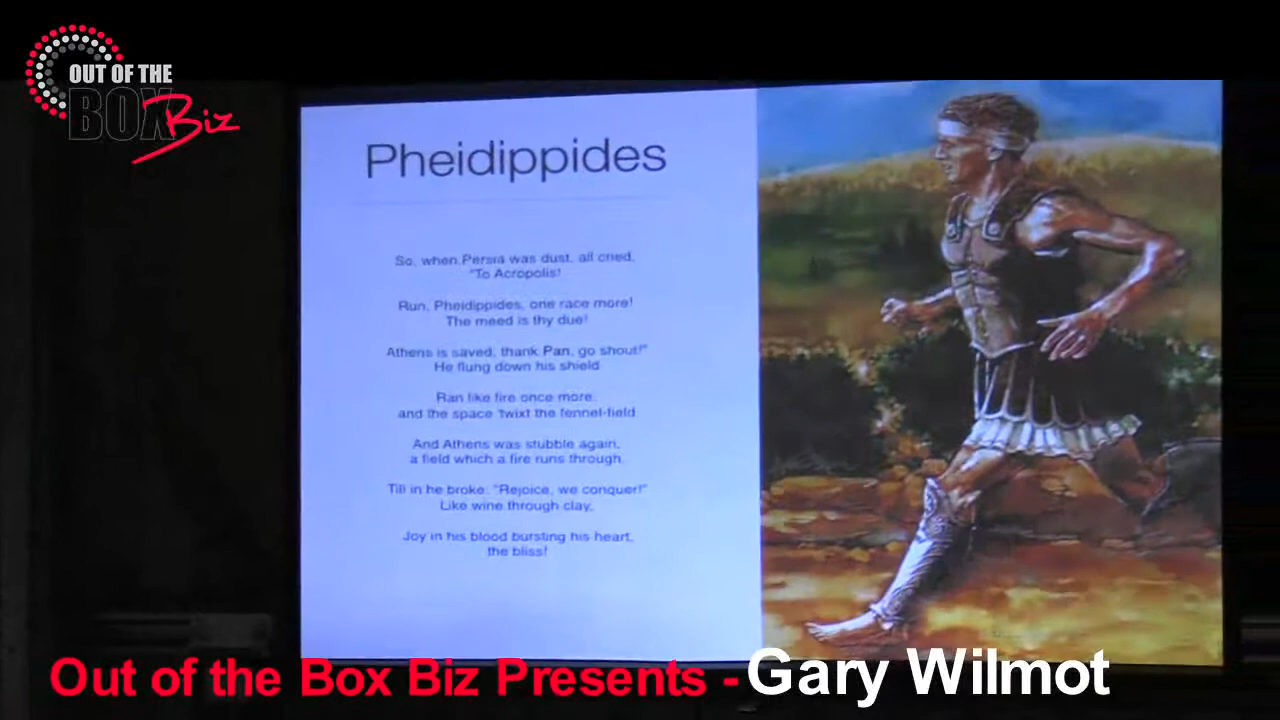 OUT OF THE
BOX Biz
Pheidippides
So, when Persia was dust, all cried,
"To Acropolis!
Run, Pheidippides, one race more!
The meed is thy due!
Athens is saved, thank Pan, go shout!"
He flung down his shield
Ran like fire once more:
and the space 'twixt the fennel-field
And Athens was stubble again,
a field which a fire runs through,
Till in he broke: "Rejoice, we conquer!"
Like wine through clay,
Joy in his blood bursting his heart,
the bliss!
Out of the Box Biz Presents - Gary Wilmot